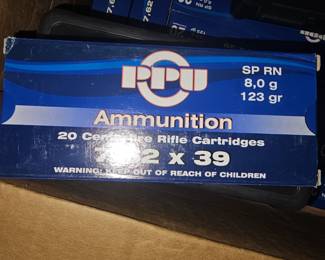 PPU
SP RN
8,0 g
123 gr
Ammunition
20 Centerfire Rifle Cartridges
7.62 x 39
WARNING: KEEP OUT OF REACH OF CHILDREN